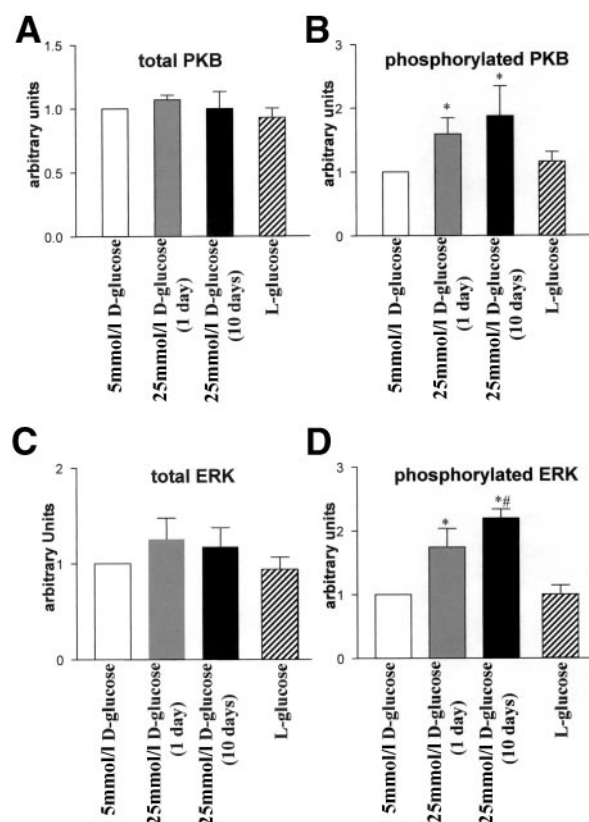 A
total PKB
arbitrary units
1.5
1.0
0.5
0.0
5mmol/l D-glucose
25mmol/l D-glucose
(1 day)
25mmol/l D-glucose
(10 days)
L-glucose
B
phosphorylated PKB
arbitrary units
3
2
1
0
*
*
5mmol/l D-glucose
25mmol/l D-glucose
(1 day)
25mmol/l D-glucose
(10 days)
L-glucose
C
total ERK
arbitrary Units
2
1
0
5mmol/l D-glucose
25mmol/l D-glucose
(1 day)
25mmol/l D-glucose
(10 days)
L-glucose
D
phosphorylated ERK
arbitrary Units
3
2
1
0
*
*#
5mmol/l D-glucose
25mmol/l D-glucose
(1 day)
25mmol/l D-glucose
(10 days)
L-glucose